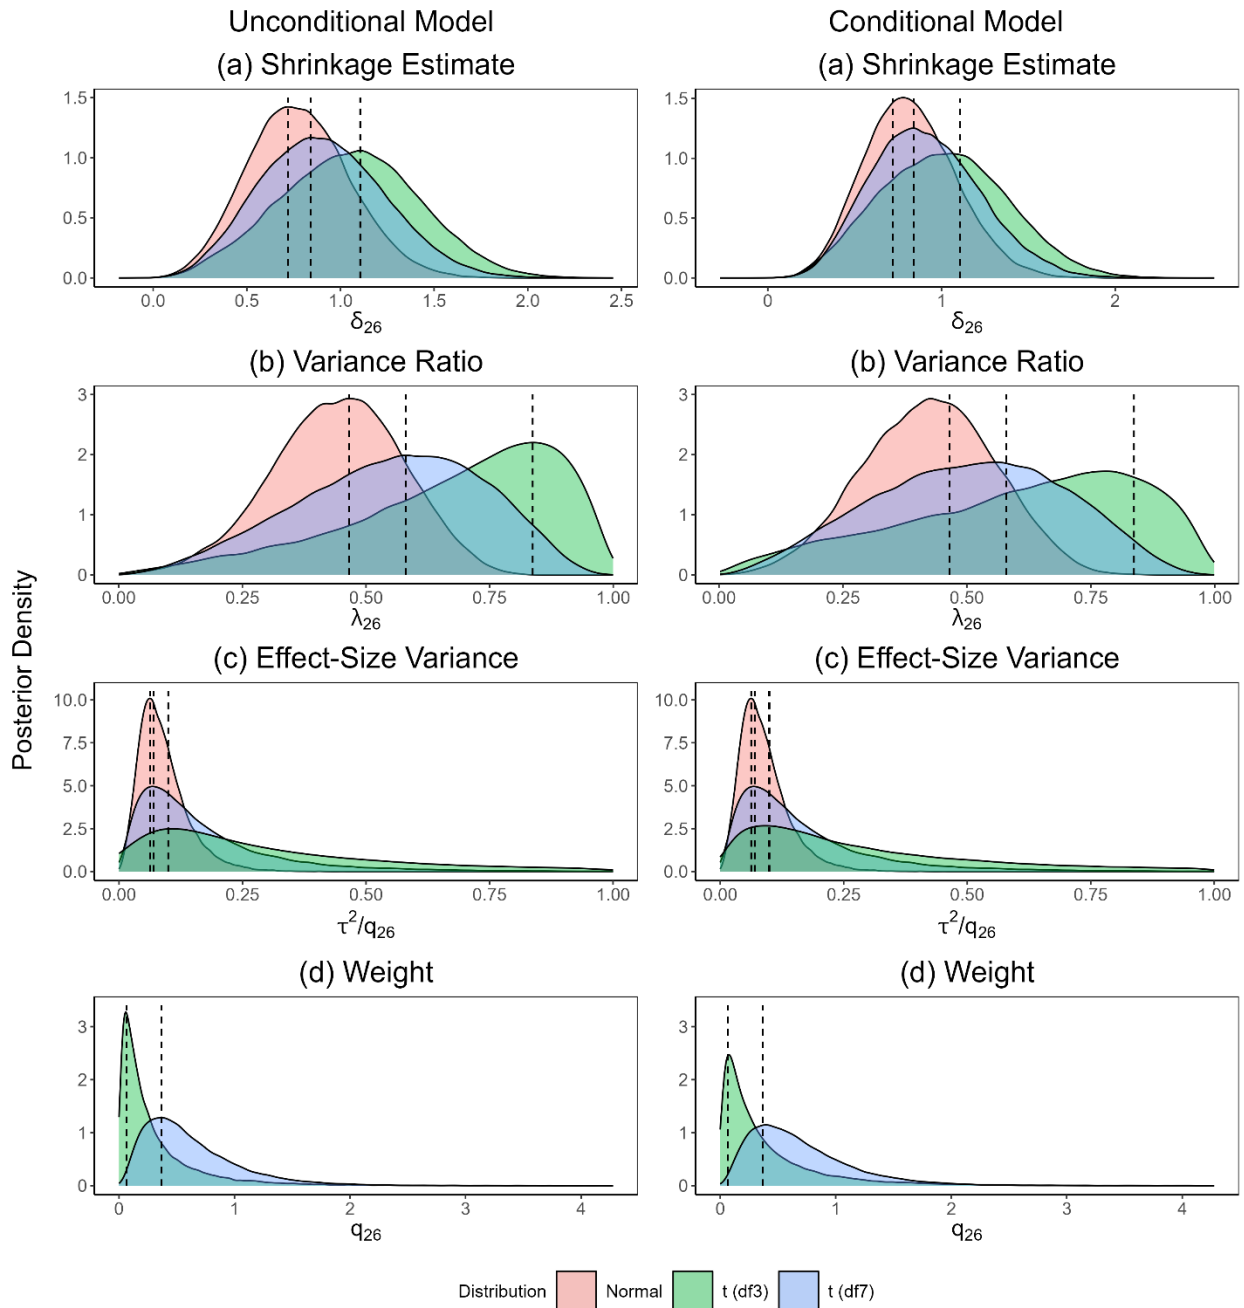 Unconditional Model
Conditional Model
(a) Shrinkage Estimate
(a) Shrinkage Estimate
1.5
1.0
0.5
0.0
0.0 0.5 1.0 1.5 2.0 2.5
δ26
1.5
1.0
0.5
0.0
0 1 2
δ26
(b) Variance Ratio
(b) Variance Ratio
3
2
1
0
0.00 0.25 0.50 0.75 1.00
λ26
3
2
1
0
0.00 0.25 0.50 0.75 1.00
λ26
Posterior Density
(c) Effect-Size Variance
(c) Effect-Size Variance
10.0
7.5
5.0
2.5
0.0
0.00 0.25 0.50 0.75 1.00
τ²/q26
10.0
7.5
5.0
2.5
0.0
0.00 0.25 0.50 0.75 1.00
τ²/q26
(d) Weight
(d) Weight
3
2
1
0
0 1 2 3 4
q26
3
2
1
0
0 1 2 3 4
q26
Distribution Normal t (df3) t (df7)